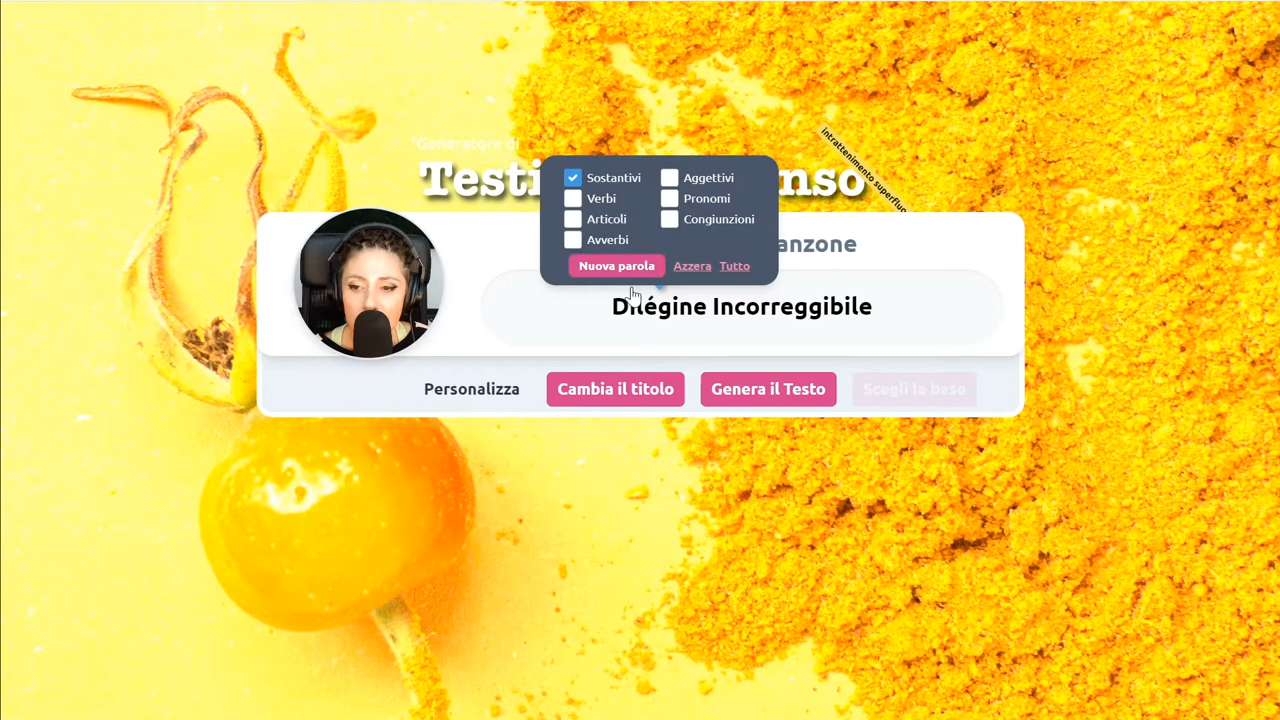 "Generatore di
Testi nso
intrattenimento superfluo
Sostantivi Aggettivi
Verbi Pronomi
Articoli Congiunzioni
Avverbi
Nuova parola Azzera Tutto
anzone
Dilégine Incorreggibile
Personalizza Cambia il titolo Genera il Testo Scegli la base